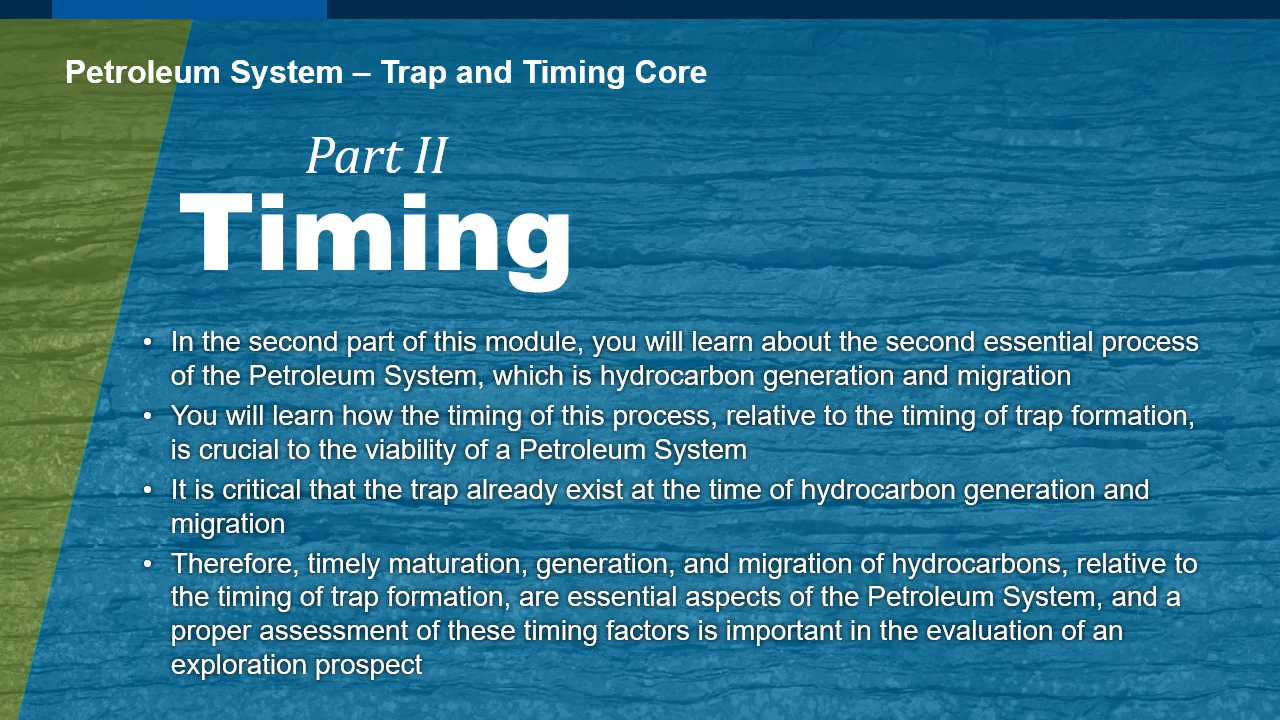 Petroleum System – Trap and Timing Core
Part II
Timing
• In the second part of this module, you will learn about the second essential process
of the Petroleum System, which is hydrocarbon generation and migration
• You will learn how the timing of this process, relative to the timing of trap formation,
is crucial to the viability of a Petroleum System
• It is critical that the trap already exist at the time of hydrocarbon generation and
migration
• Therefore, timely maturation, generation, and migration of hydrocarbons, relative to
the timing of trap formation, are essential aspects of the Petroleum System, and a
proper assessment of these timing factors is important in the evaluation of an
exploration prospect